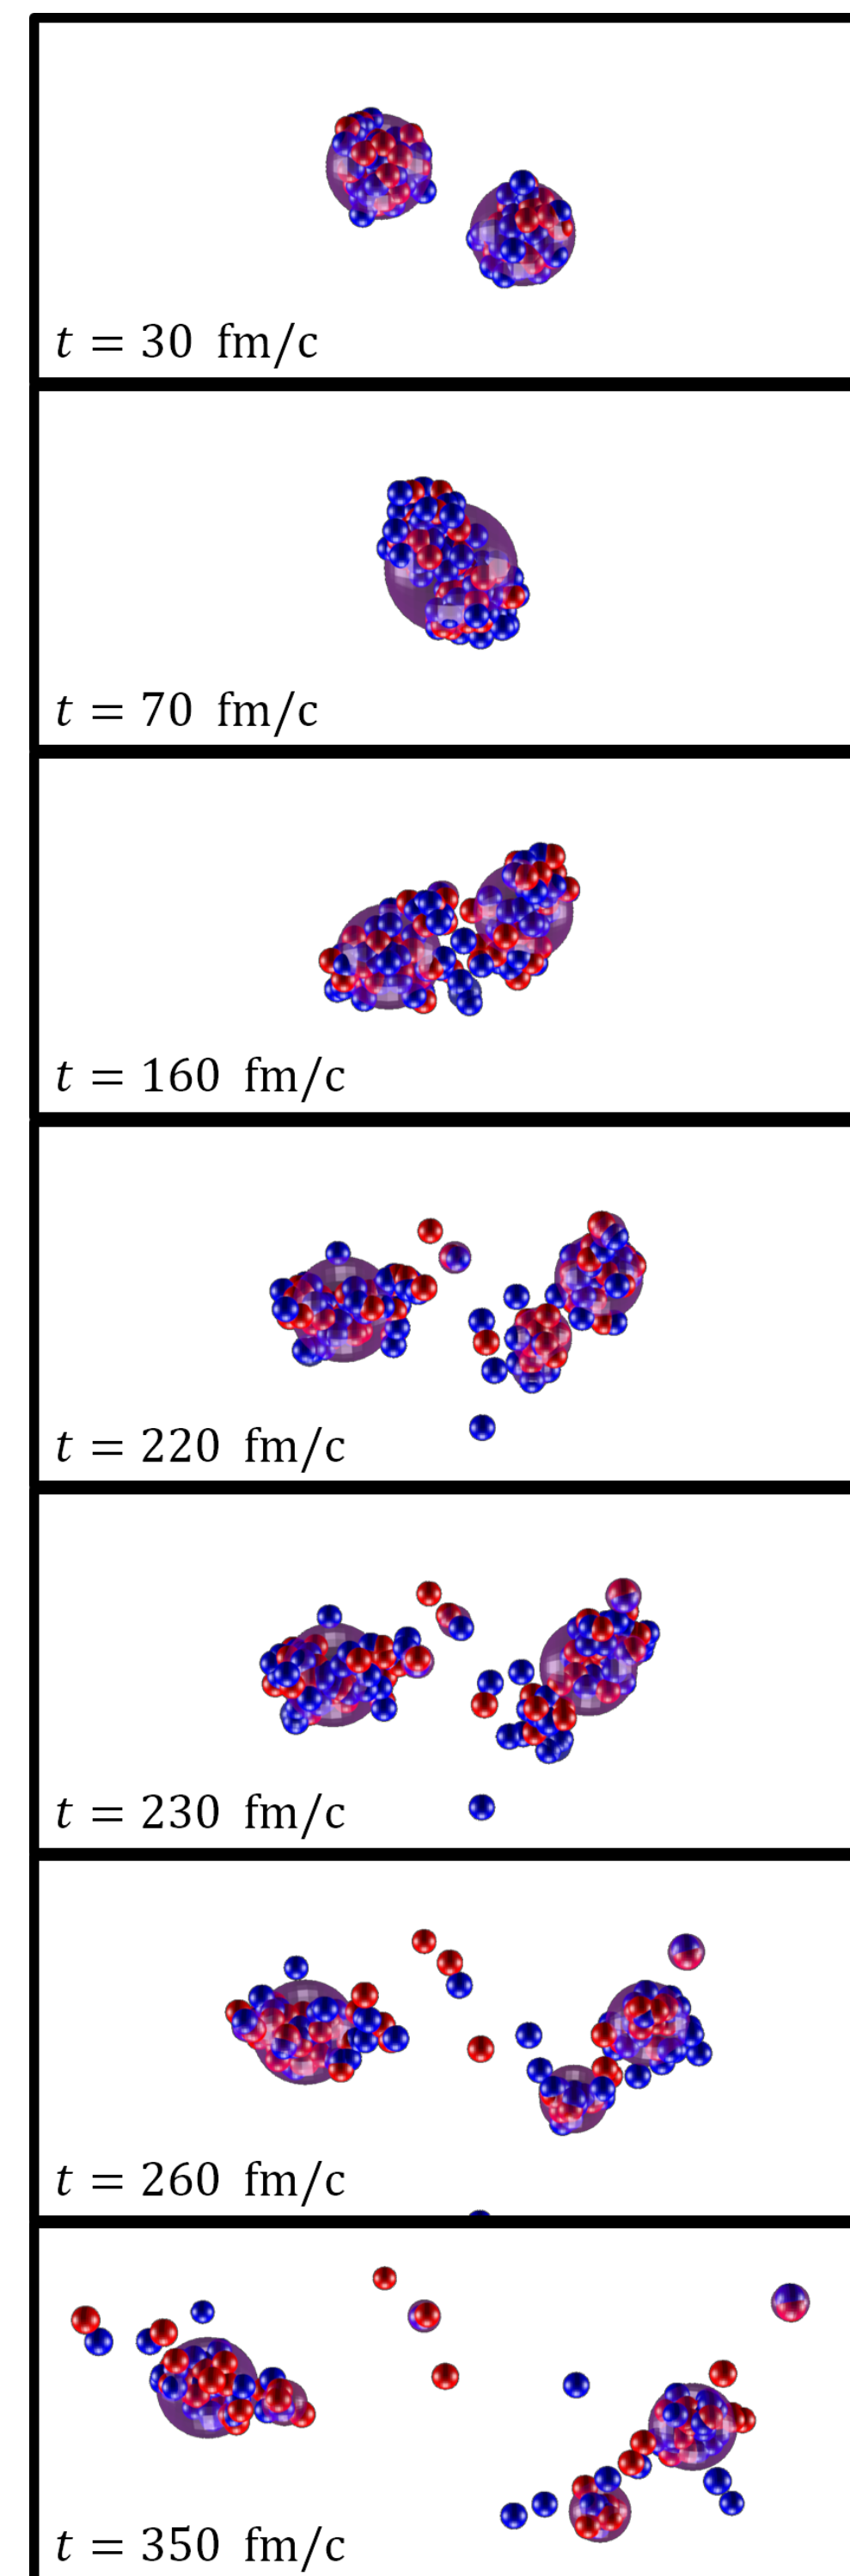 t = 30 fm/c
t = 70 fm/c
t = 160 fm/c
t = 220 fm/c
t = 230 fm/c
t = 260 fm/c
t = 350 fm/c